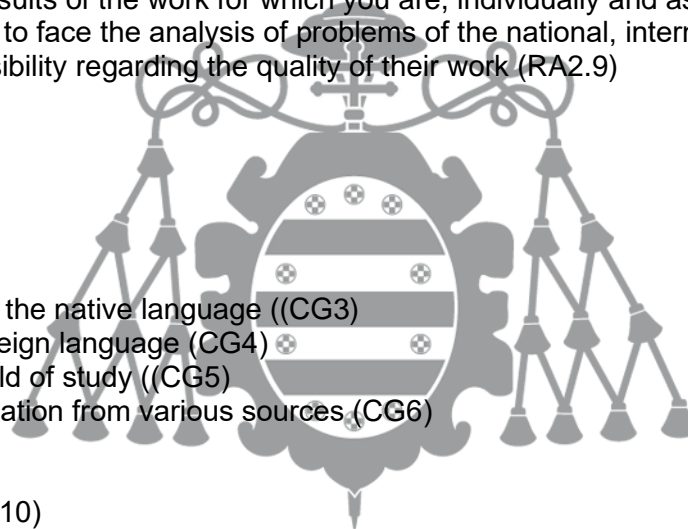 sults of the work for which you are, individually and as
to face the analysis of problems of the national, intern
sibility regarding the quality of their work (RA2.9)
the native language ((CG3)
eign language (CG4)
ld of study ((CG5)
ation from various sources (CG6)
10)